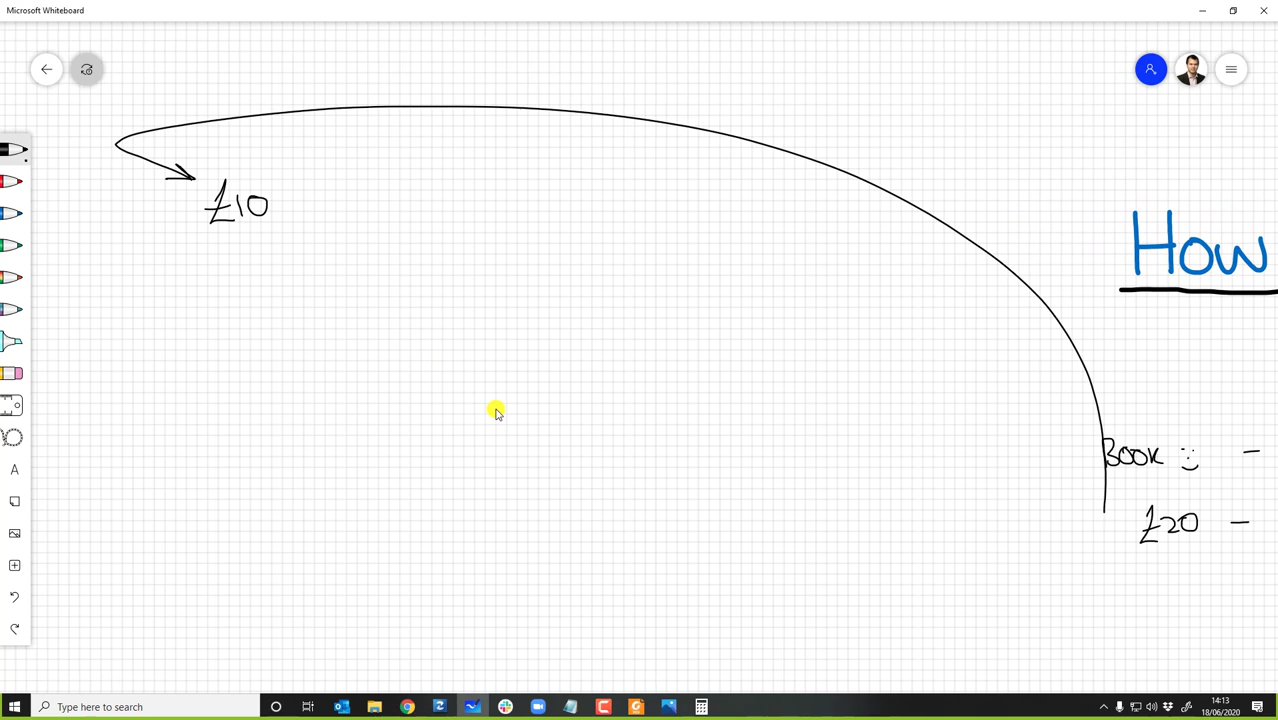 Microsoft Whiteboard
£10
How
Book :) –
£20 –
A
Type here to search
14:13
18/06/2020